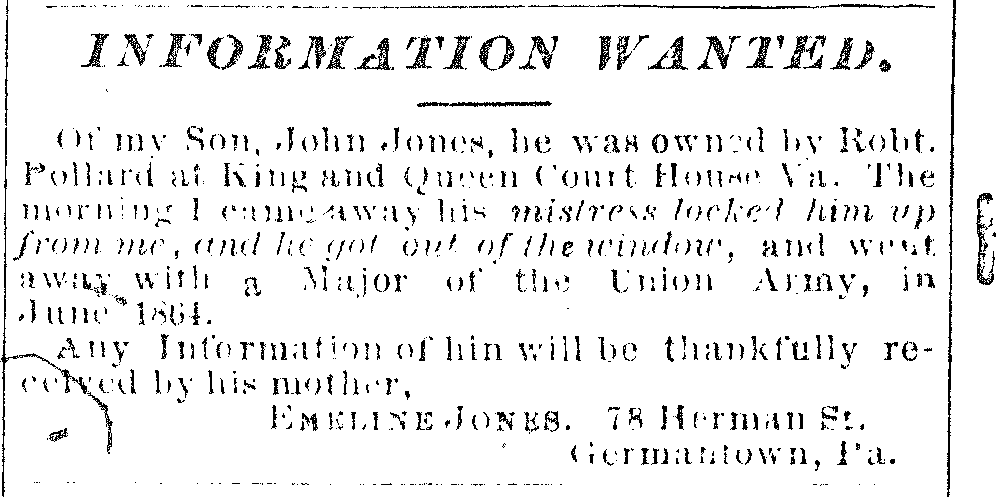 INFORMATION WANTED.
Of my Son, John Jones, he was owned by Robt.
Pollard at King and Queen Court House Va. The
morning I came away his mistress locked him up
from me, and he got out of the window, and went
away with a Major of the Union Army, in
June 1864.
Any Information of hin will be thankfully re-
ceived by his mother,
EMELINE JONES. 78 Herman St.
Germantown, Pa.